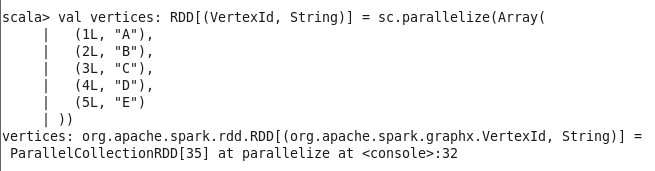 scala> val vertices: RDD[(VertexId, String)] = sc.parallelize(Array(
     |   (1L, "A"),
     |   (2L, "B"),
     |   (3L, "C"),
     |   (4L, "D"),
     |   (5L, "E")
     | ))
vertices: org.apache.spark.rdd.RDD[(org.apache.spark.graphx.VertexId, String)] =
 ParallelCollectionRDD[35] at parallelize at <console>:32